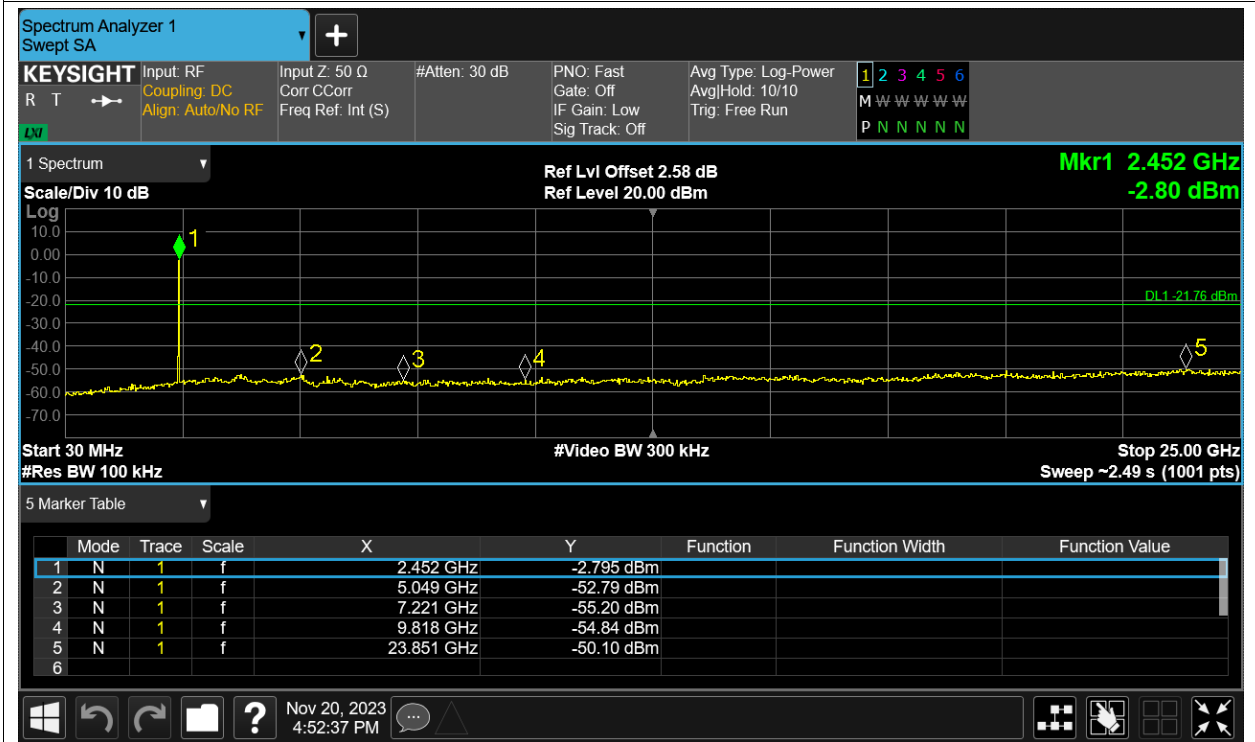 Spectrum Analyzer 1
Swept SA
KEYSIGHT
R T
LXI
Input: RF
Coupling: DC
Align: Auto/No RF
Input Z: 50 Ω
Corr CCorr
Freq Ref: Int (S)
#Atten: 30 dB
PNO: Fast
Gate: Off
IF Gain: Low
Sig Track: Off
Avg Type: Log-Power
Avg|Hold: 10/10
Trig: Free Run
1 2 3 4 5 6
M W W W W W
P N N N N N
1 Spectrum
Scale/Div 10 dB
Ref Lvl Offset 2.58 dB
Ref Level 20.00 dBm
Mkr1 2.452 GHz
-2.80 dBm
Log
10.0
0.00
-10.0
-20.0
-30.0
-40.0
-50.0
-60.0
-70.0
1
2
3
4
5
DL1 -21.76 dBm
Start 30 MHz
#Res BW 100 kHz
#Video BW 300 kHz
Stop 25.00 GHz
Sweep ~2.49 s (1001 pts)
5 Marker Table
Mode Trace Scale X Y Function Function Width Function Value
1 N 1 f 2.452 GHz -2.795 dBm
2 N 1 f 5.049 GHz -52.79 dBm
3 N 1 f 7.221 GHz -55.20 dBm
4 N 1 f 9.818 GHz -54.84 dBm
5 N 1 f 23.851 GHz -50.10 dBm
6
?
Nov 20, 2023
4:52:37 PM